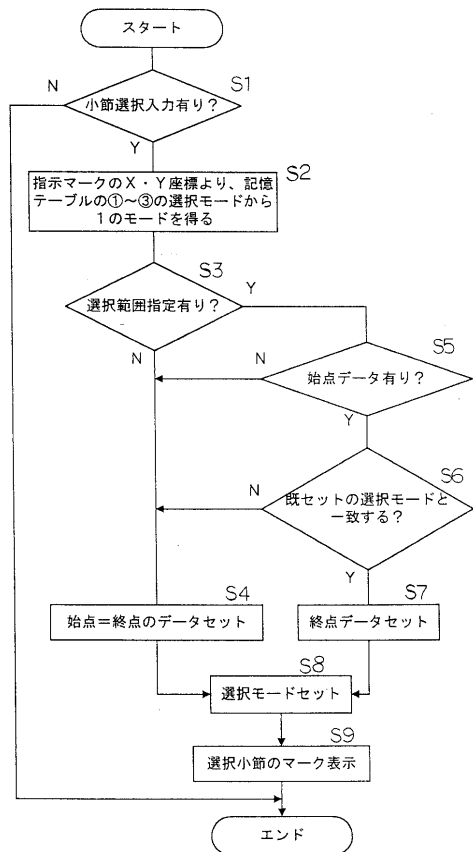 スタート
S1
N
小節選択入力有り?
Y
S2
指示マークのX・Y座標より、記憶
テーブルの①~③の選択モードから
1のモードを得る
S3
選択範囲指定有り?
Y
N
S5
N
始点データ有り?
Y
S6
N
既セットの選択モードと
一致する?
Y
S4
始点=終点のデータセット
S7
終点データセット
S8
選択モードセット
S9
選択小節のマーク表示
エンド